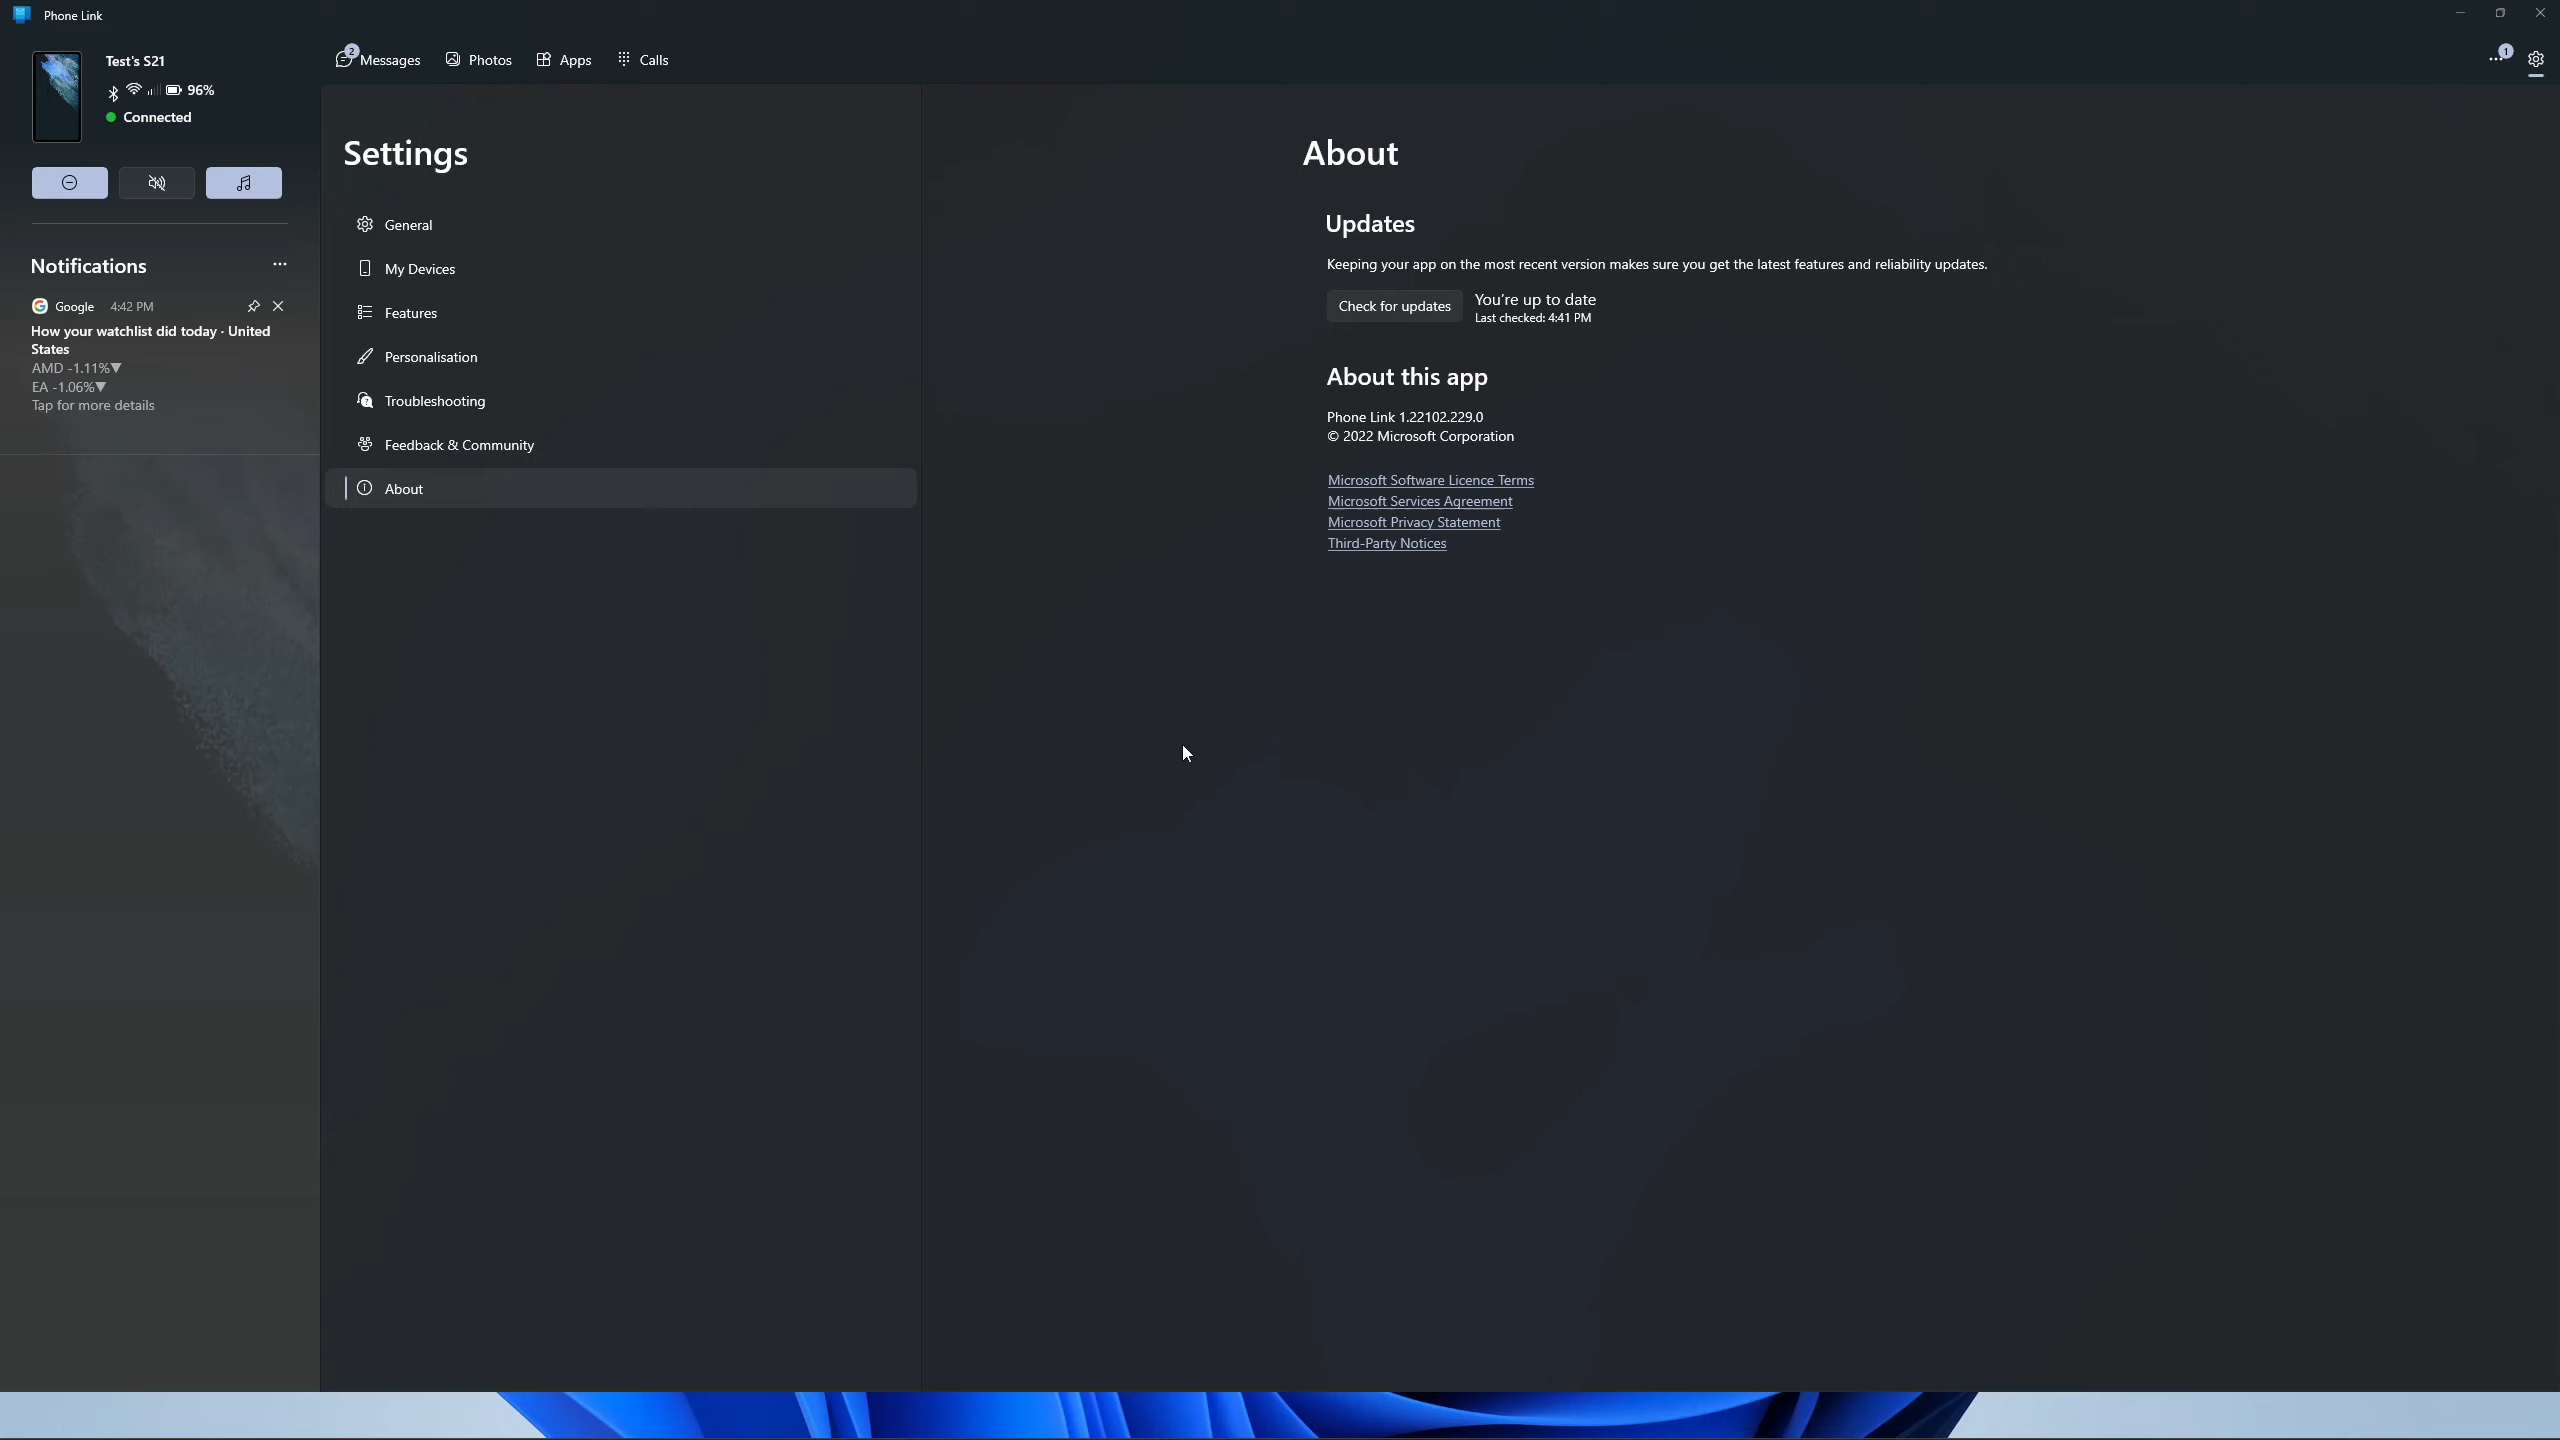 Phone Link
Test's S21
96%
Connected
2
Messages
Photos
Apps
Calls
1
Notifications
Google 4:42 PM
How your watchlist did today · United
States
AMD -1.11%▼
EA -1.06%▼
Tap for more details
Settings
General
My Devices
Features
Personalisation
Troubleshooting
Feedback & Community
About
About
Updates
Keeping your app on the most recent version makes sure you get the latest features and reliability updates.
Check for updates
You're up to date
Last checked: 4:41 PM
About this app
Phone Link 1.22102.229.0
© 2022 Microsoft Corporation
Microsoft Software Licence Terms
Microsoft Services Agreement
Microsoft Privacy Statement
Third-Party Notices